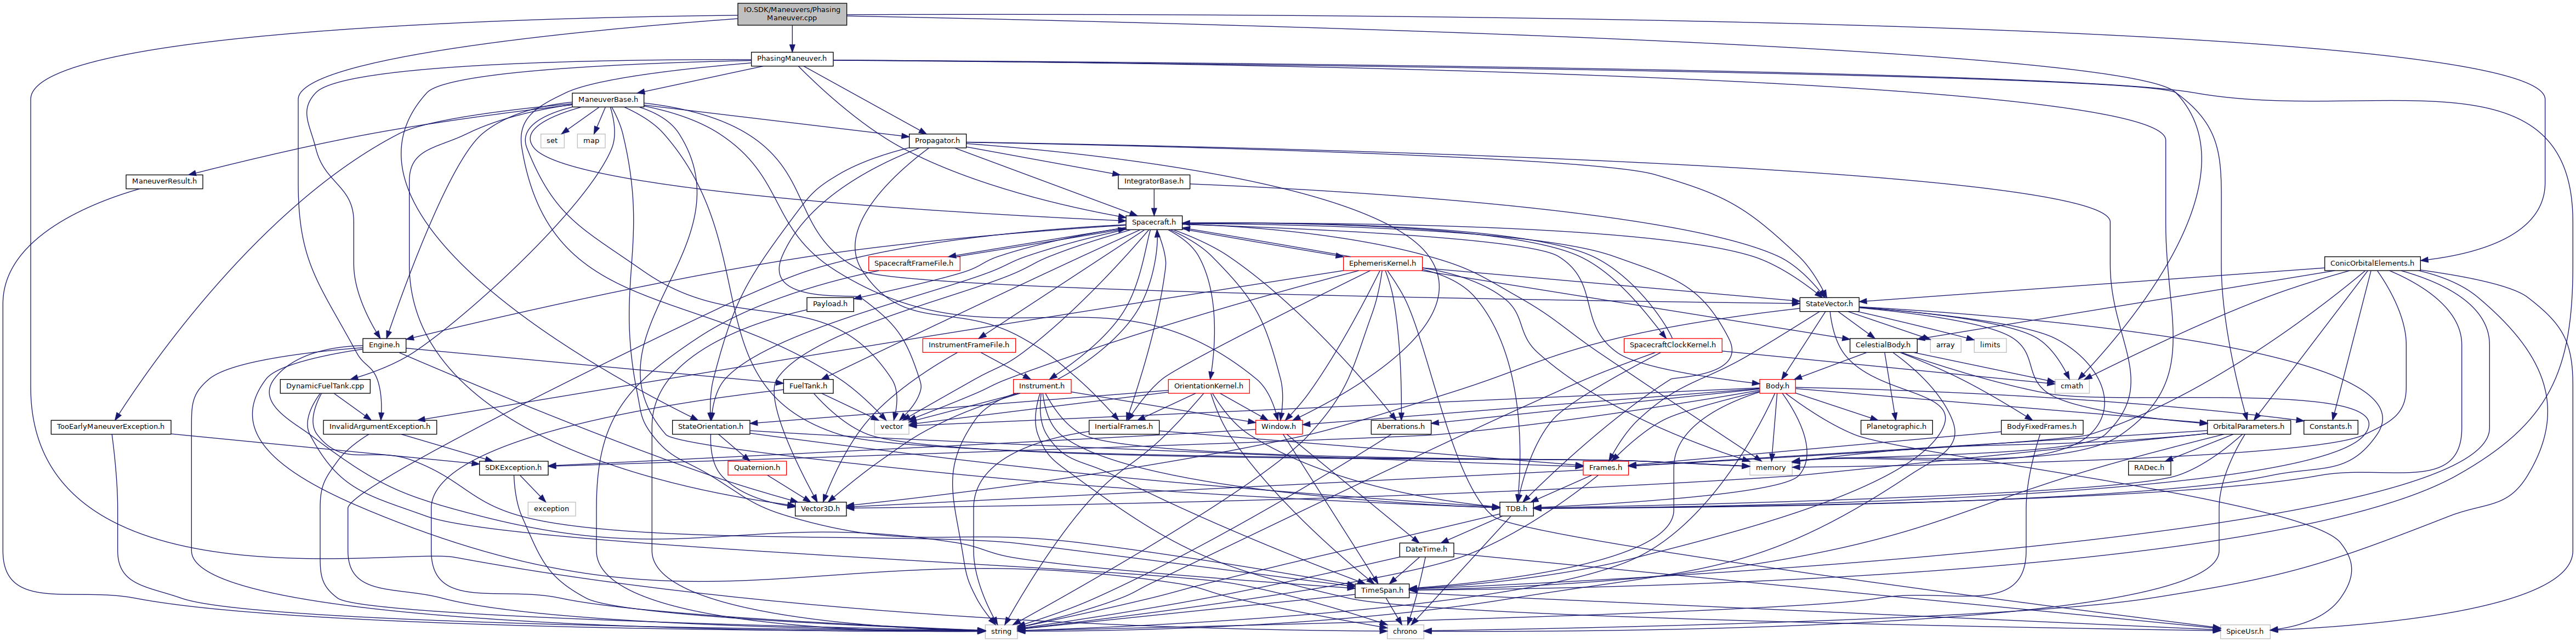 IO.SDK/Maneuvers/Phasing
Maneuver.cpp
PhasingManeuver.h
ManeuverBase.h
set
map
Propagator.h
ManeuverResult.h
IntegratorBase.h
Spacecraft.h
SpacecraftFrameFile.h
EphemerisKernel.h
ConicOrbitalElements.h
Payload.h
StateVector.h
Engine.h
InstrumentFrameFile.h
SpacecraftClockKernel.h
CelestialBody.h
array
limits
DynamicFuelTank.cpp
FuelTank.h
Instrument.h
OrientationKernel.h
Body.h
cmath
TooEarlyManeuverException.h
InvalidArgumentException.h
StateOrientation.h
vector
InertialFrames.h
Window.h
Aberrations.h
Planetographic.h
BodyFixedFrames.h
OrbitalParameters.h
Constants.h
SDKException.h
Quaternion.h
Frames.h
memory
RADec.h
exception
Vector3D.h
TDB.h
DateTime.h
TimeSpan.h
string
chrono
SpiceUsr.h